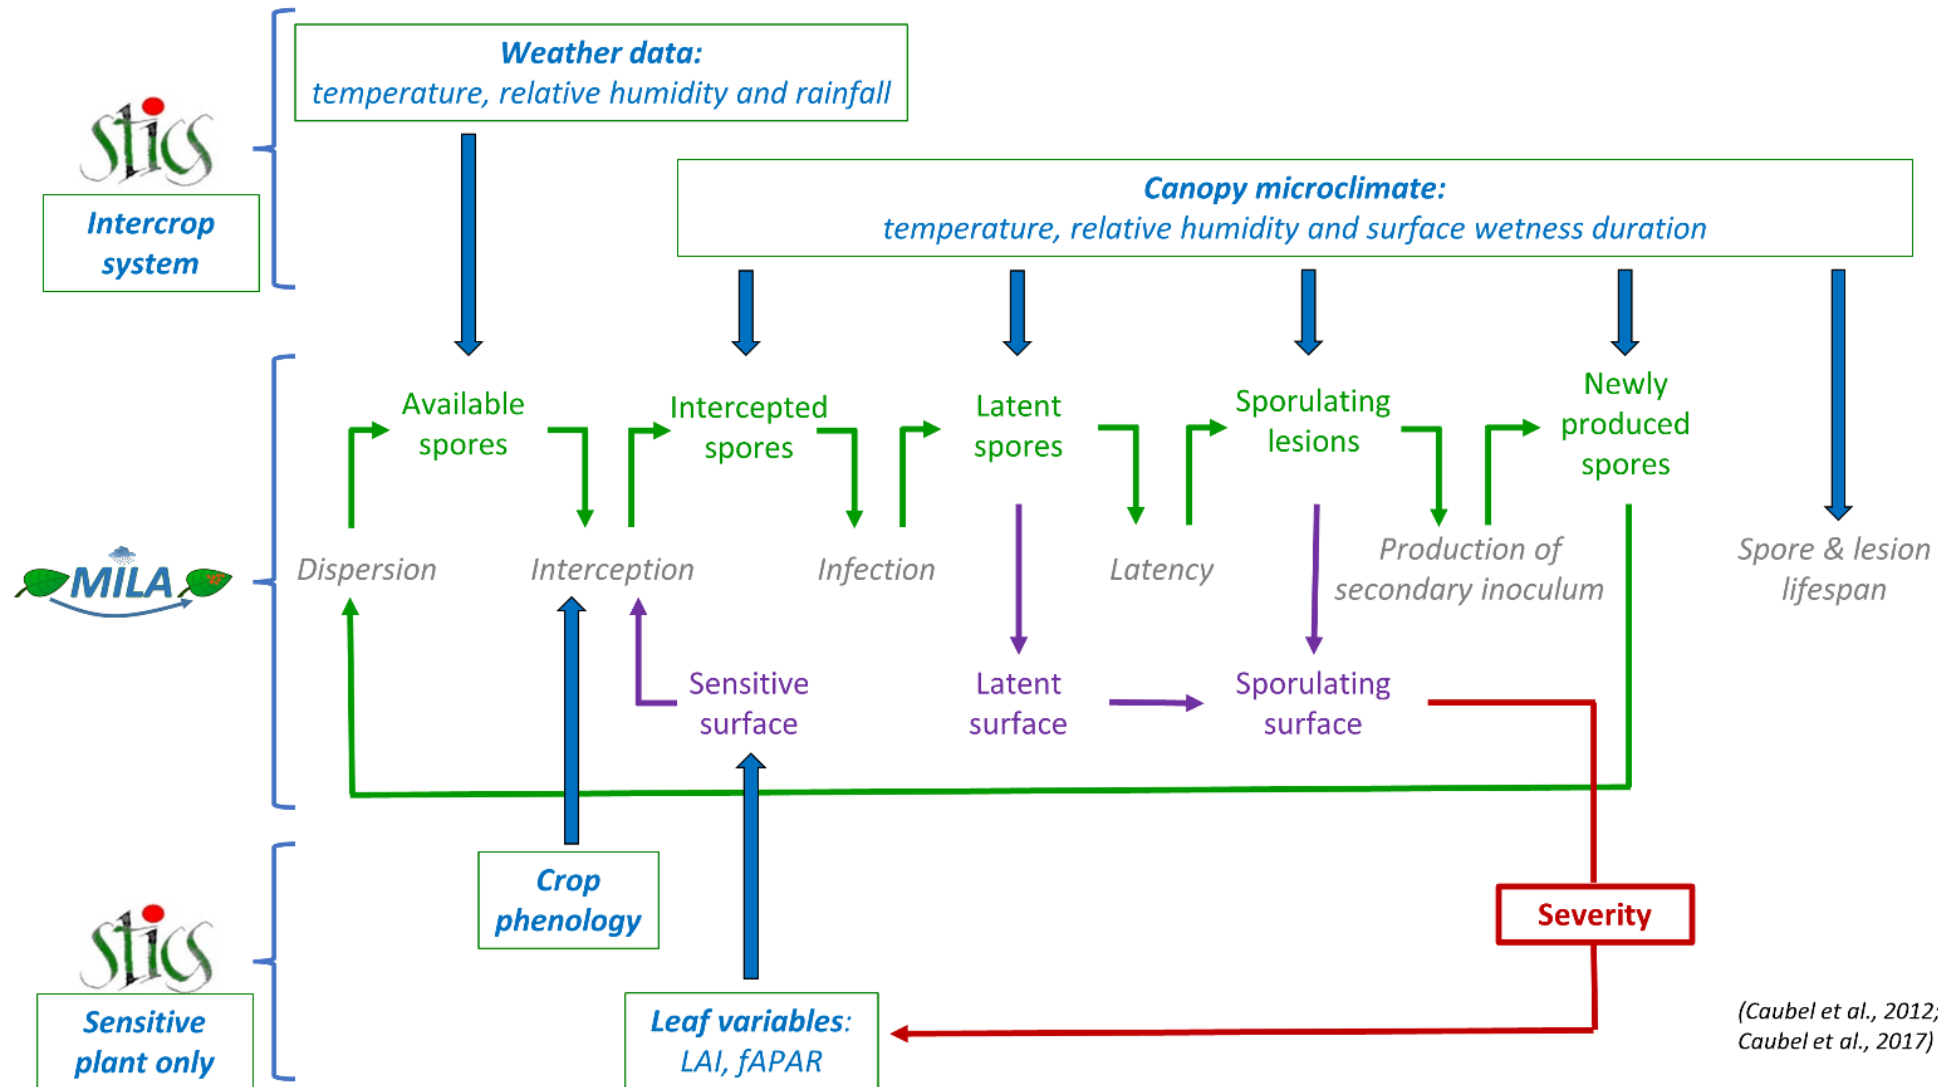 Weather data:
temperature, relative humidity and rainfall
stics
Intercrop
system
Canopy microclimate:
temperature, relative humidity and surface wetness duration
Available
spores
Intercepted
spores
Latent
spores
Sporulating
lesions
Newly
produced
spores
MILA
Dispersion
Interception
Infection
Latency
Production of
secondary inoculum
Spore & lesion
lifespan
Sensitive
surface
Latent
surface
Sporulating
surface
Crop
phenology
Severity
stics
Sensitive
plant only
Leaf variables:
LAI, fAPAR
(Caubel et al., 2012;
Caubel et al., 2017)